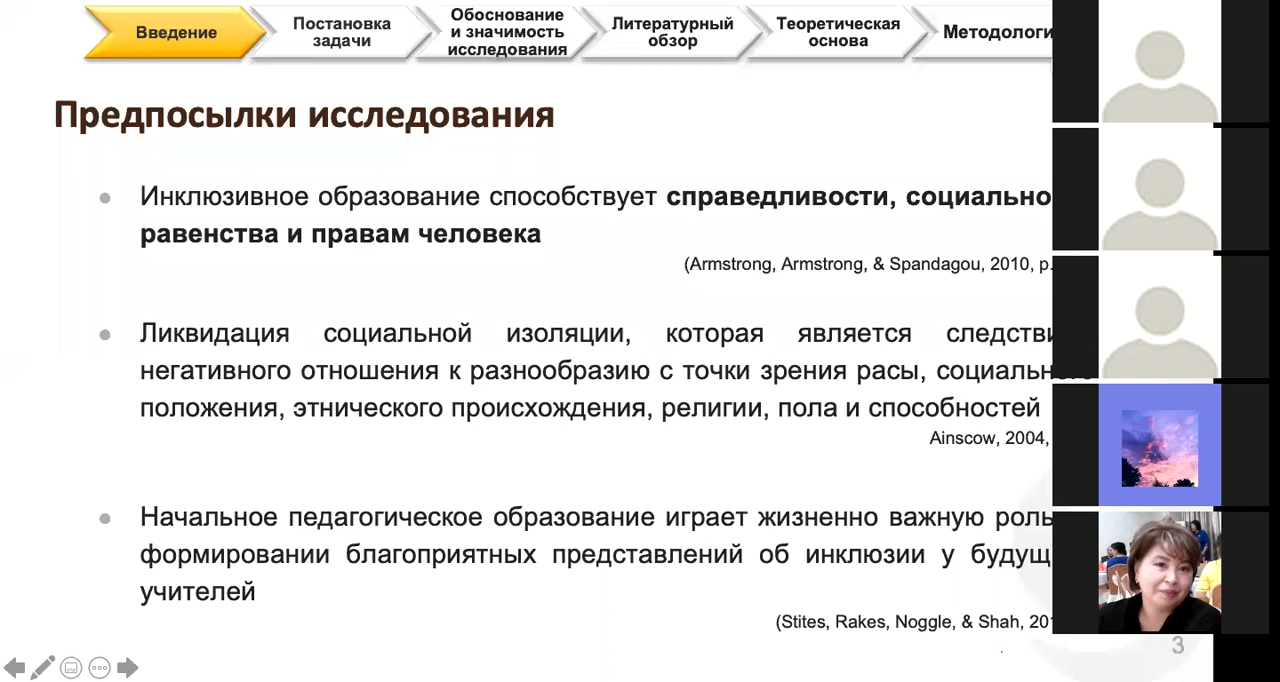 Введение
Постановка
задачи
Обоснование
и значимость
исследования
Литературный
обзор
Теоретическая
основа
Методологи
Предпосылки исследования
Инклюзивное образование способствует справедливости, социально
равенства и правам человека
(Armstrong, Armstrong, & Spandagou, 2010, p.
Ликвидация социальной изоляции, которая является следстви
негативного отношения к разнообразию с точки зрения расы, социального
положения, этнического происхождения, религии, пола и способностей
Ainscow, 2004,
Начальное педагогическое образование играет жизненно важную роль
формировании благоприятных представлений об инклюзии у будущ
учителей
(Stites, Rakes, Noggle, & Shah, 201
3